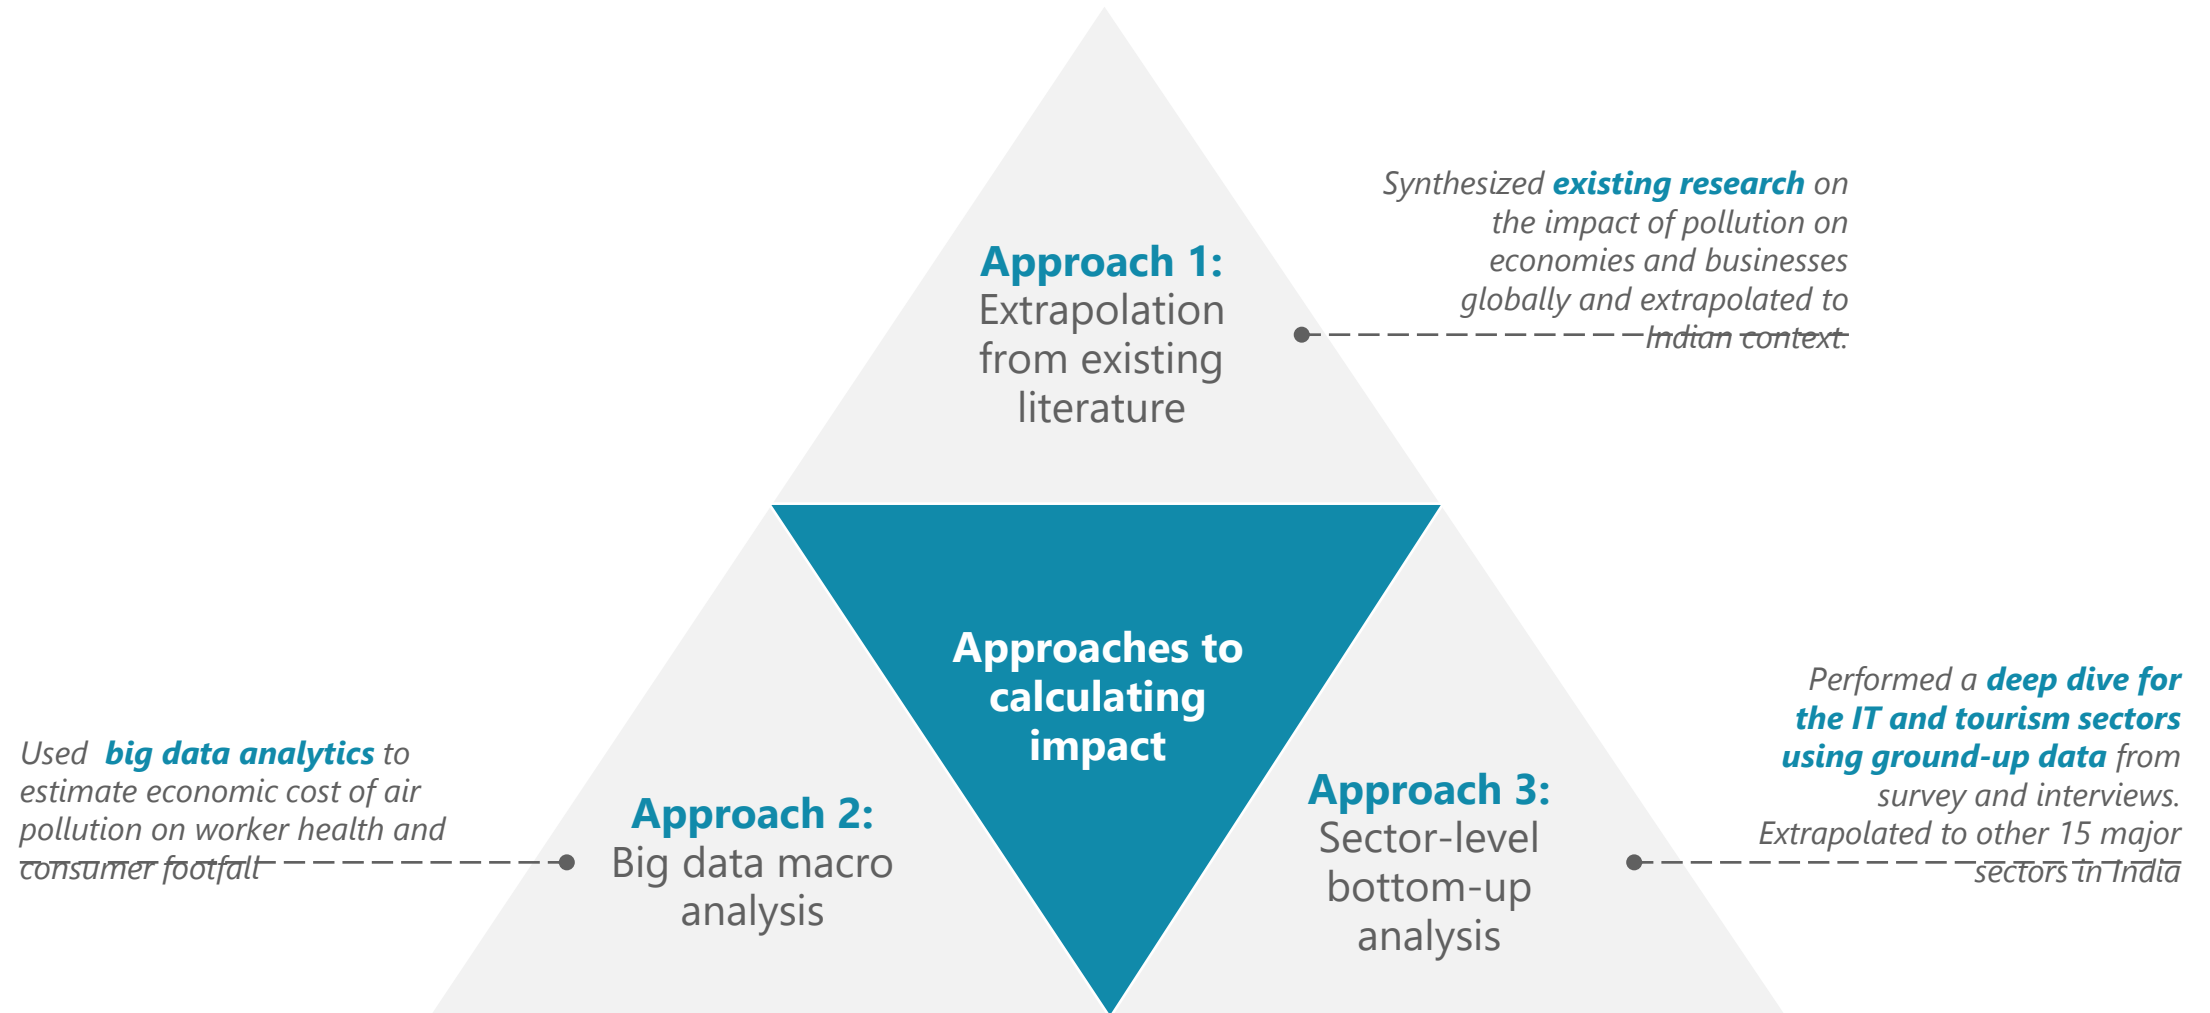 Synthesized existing research on
the impact of pollution on
economies and businesses
globally and extrapolated to
Indian context.
Approach 1:
Extrapolation
from existing
literature
Approaches to
calculating
impact
Used big data analytics to
estimate economic cost of air
pollution on worker health and
consumer footfall
Approach 2:
Big data macro
analysis
Approach 3:
Sector-level
bottom-up
analysis
Performed a deep dive for
the IT and tourism sectors
using ground-up data from
survey and interviews.
Extrapolated to other 15 major
sectors in India